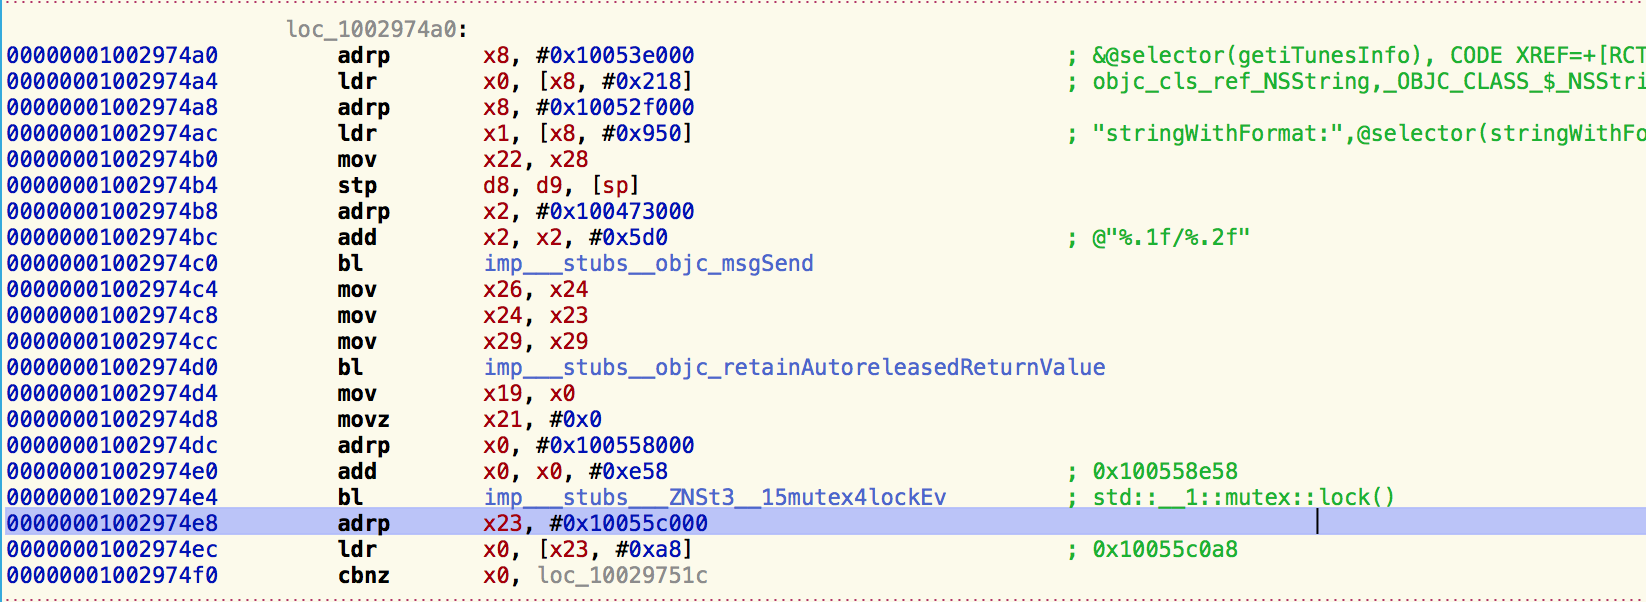 loc_1002974a0:
00000001002974a0 adrp x8, #0x10053e000 ; &@selector(getiTunesInfo), CODE XREF=+[RCT
00000001002974a4 ldr x0, [x8, #0x218] ; objc_cls_ref_NSString,_OBJC_CLASS_$_NSStri
00000001002974a8 adrp x8, #0x10052f000
00000001002974ac ldr x1, [x8, #0x950] ; "stringWithFormat:",@selector(stringWithFo
00000001002974b0 mov x22, x28
00000001002974b4 stp d8, d9, [sp]
00000001002974b8 adrp x2, #0x100473000
00000001002974bc add x2, x2, #0x5d0 ; @"%.1f/%.2f"
00000001002974c0 bl imp___stubs__objc_msgSend
00000001002974c4 mov x26, x24
00000001002974c8 mov x24, x23
00000001002974cc mov x29, x29
00000001002974d0 bl imp___stubs__objc_retainAutoreleasedReturnValue
00000001002974d4 mov x19, x0
00000001002974d8 movz x21, #0x0
00000001002974dc adrp x0, #0x100558000
00000001002974e0 add x0, x0, #0xe58 ; 0x100558e58
00000001002974e4 bl imp___stubs___ZNSt3__15mutex4lockEv ; std::__1::mutex::lock()
00000001002974e8 adrp x23, #0x10055c000
00000001002974ec ldr x0, [x23, #0xa8] ; 0x10055c0a8
00000001002974f0 cbnz x0, loc_10029751c